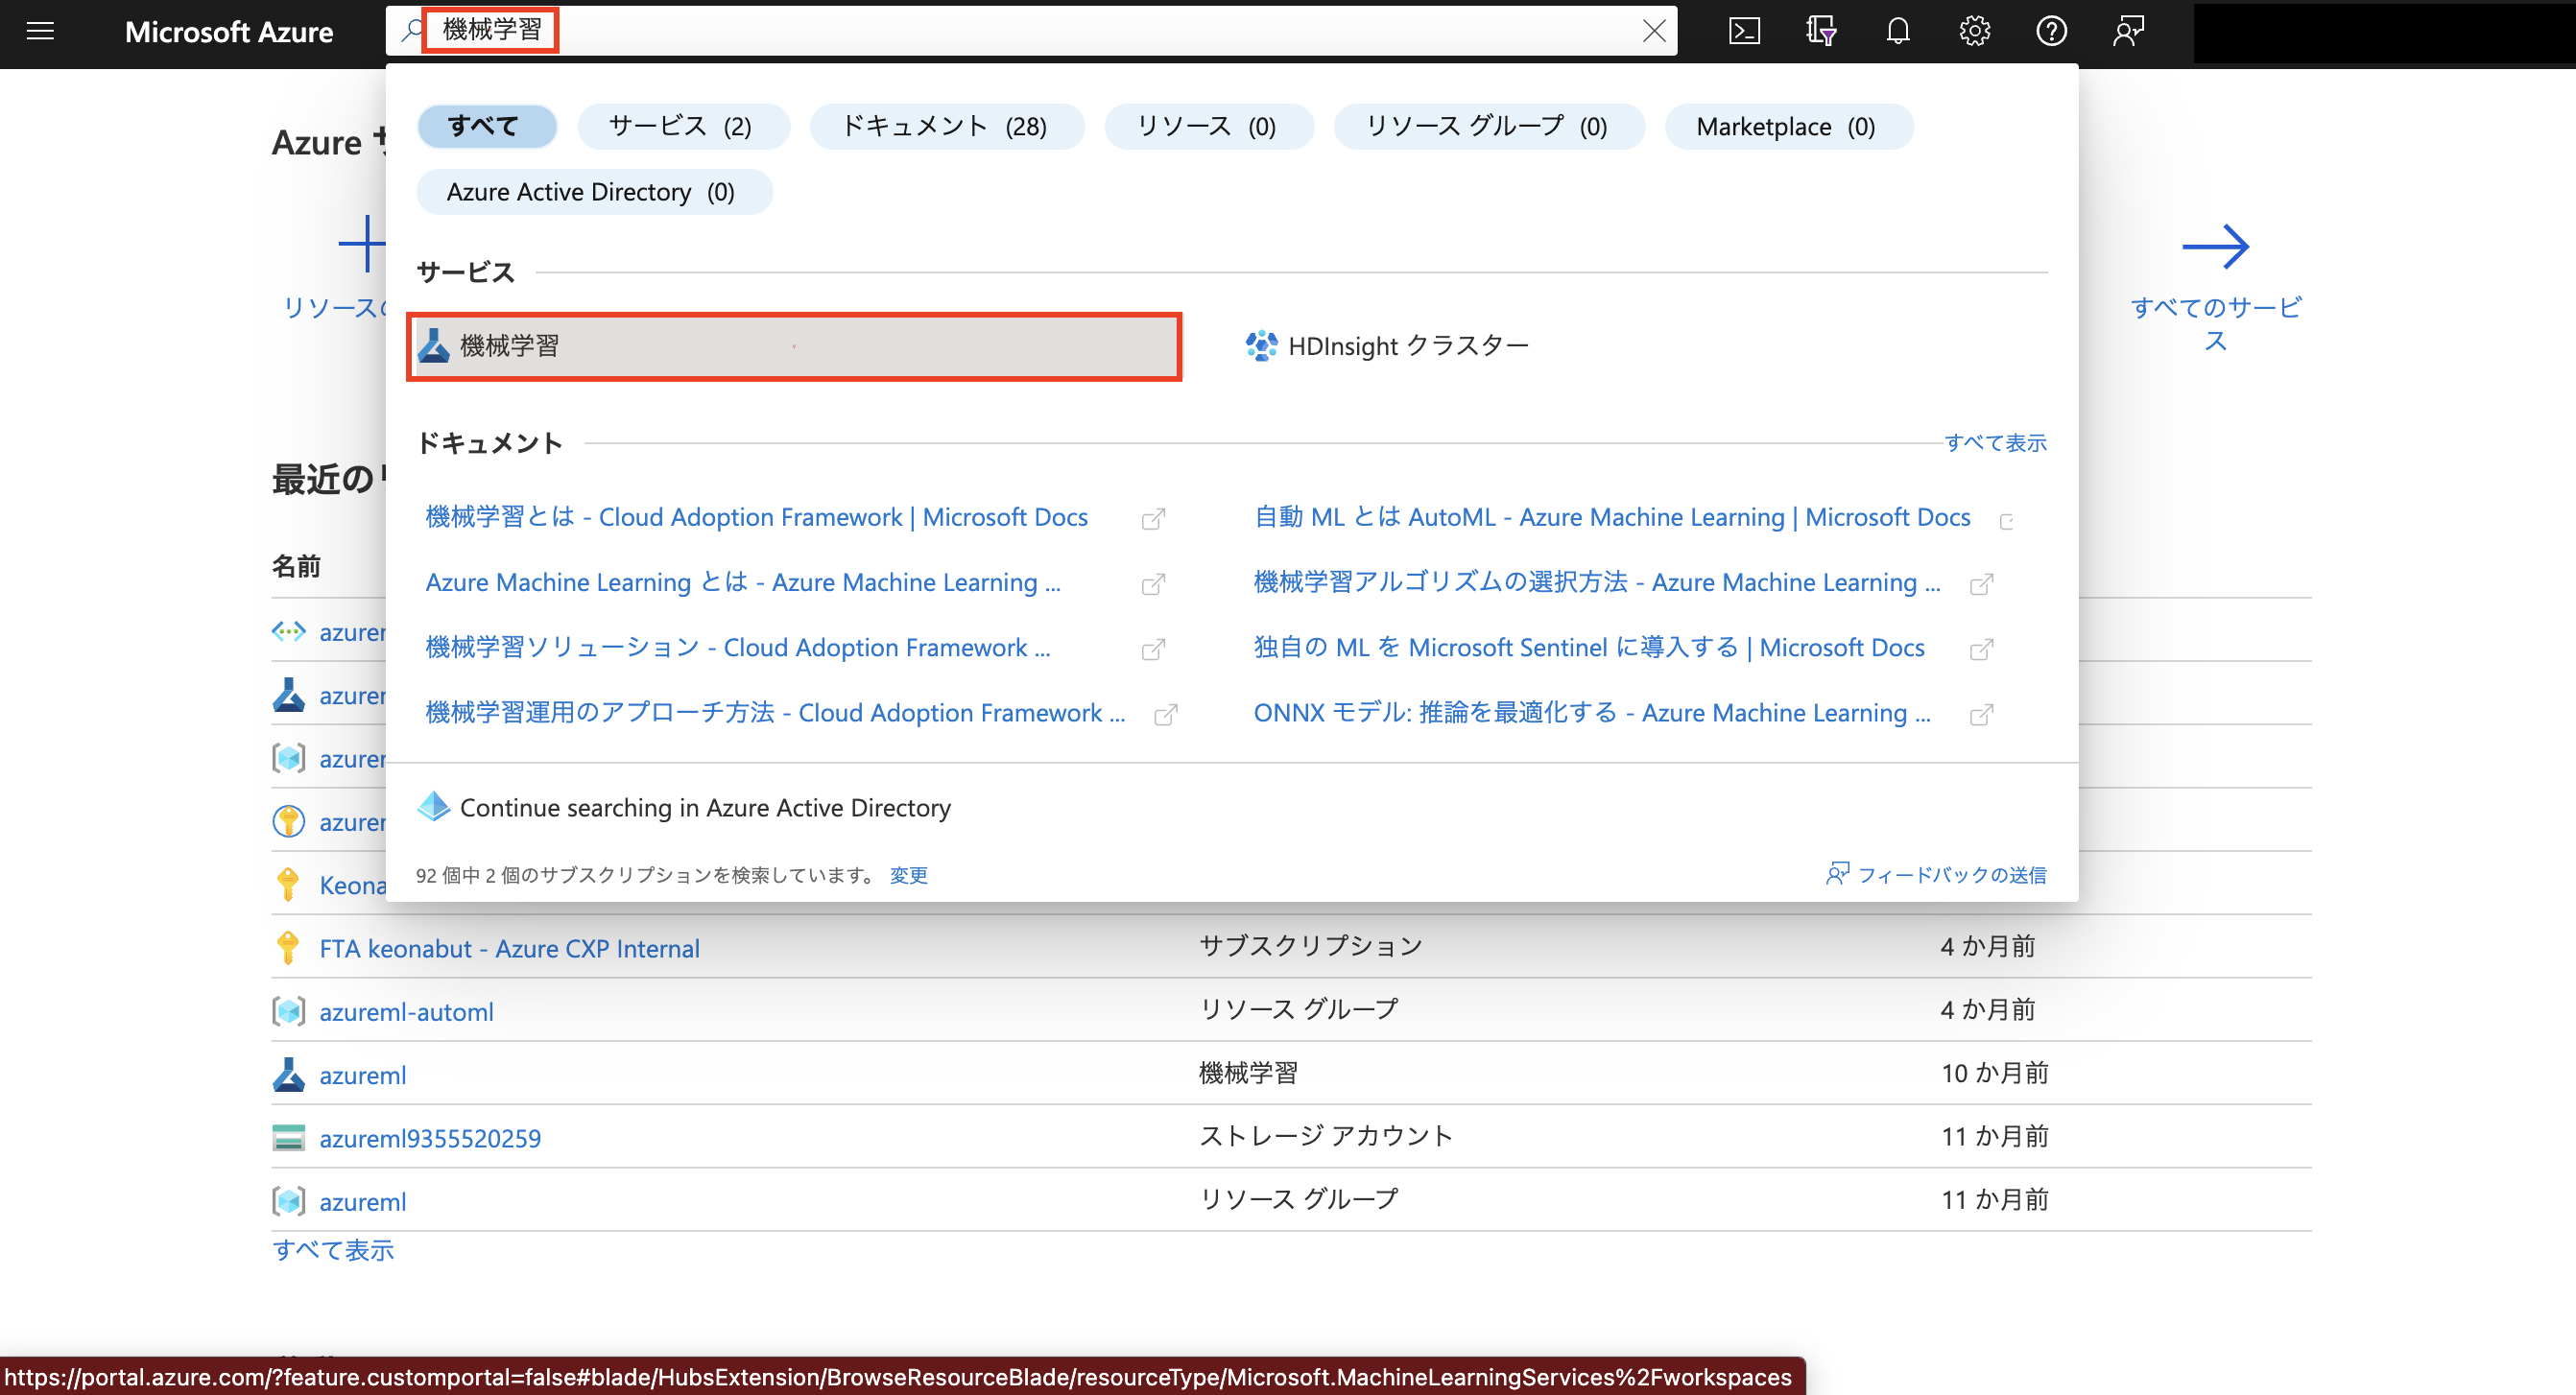 Microsoft Azure
機械学習
すべて
サービス (2)
ドキュメント (28)
リソース (0)
リソース グループ (0)
Marketplace (0)
Azure Active Directory (0)
Azure サ
リソースの
サービス
機械学習
HDInsight クラスター
すべてのサービ
ス
ドキュメント
すべて表示
機械学習とは - Cloud Adoption Framework | Microsoft Docs
自動 ML とは AutoML - Azure Machine Learning | Microsoft Docs
Azure Machine Learning とは - Azure Machine Learning ...
機械学習アルゴリズムの選択方法 - Azure Machine Learning ...
機械学習ソリューション - Cloud Adoption Framework ...
独自の ML を Microsoft Sentinel に導入する | Microsoft Docs
機械学習運用のアプローチ方法 - Cloud Adoption Framework ...
ONNX モデル: 推論を最適化する - Azure Machine Learning ...
Continue searching in Azure Active Directory
92 個中 2 個のサブスクリプションを検索しています。 変更
フィードバックの送信
最近のリ
名前
azurem
azurem
azurem
azurem
Keona
FTA keonabut - Azure CXP Internal サブスクリプション 4 か月前
azureml-automl リソース グループ 4 か月前
azureml 機械学習 10 か月前
azureml9355520259 ストレージ アカウント 11 か月前
azureml リソース グループ 11 か月前
すべて表示
https://portal.azure.com/?feature.customportal=false#blade/HubsExtension/BrowseResourceBlade/resourceType/Microsoft.MachineLearningServices%2Fworkspaces